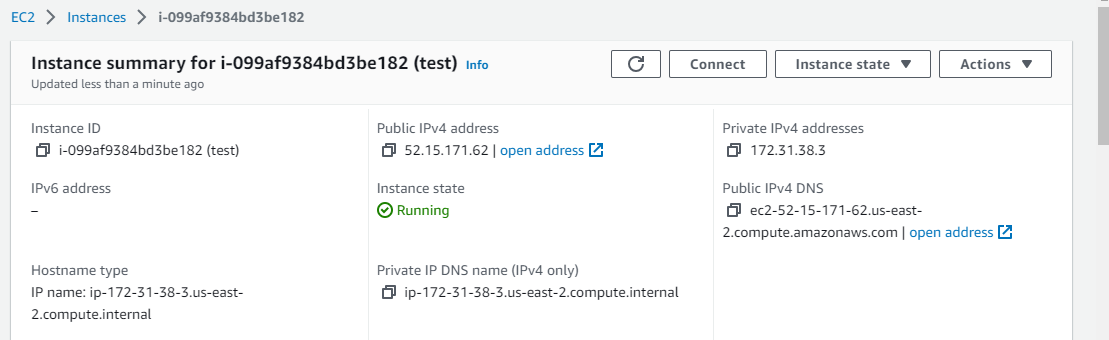 EC2 > Instances > i-099af9384bd3be182
Instance summary for i-099af9384bd3be182 (test) Info
Updated less than a minute ago
Connect
Instance state
Actions
Instance ID
i-099af9384bd3be182 (test)
Public IPv4 address
52.15.171.62 | open address
Private IPv4 addresses
172.31.38.3
IPv6 address
–
Instance state
Running
Public IPv4 DNS
ec2-52-15-171-62.us-east-
2.compute.amazonaws.com | open address
Hostname type
IP name: ip-172-31-38-3.us-east-
2.compute.internal
Private IP DNS name (IPv4 only)
ip-172-31-38-3.us-east-2.compute.internal